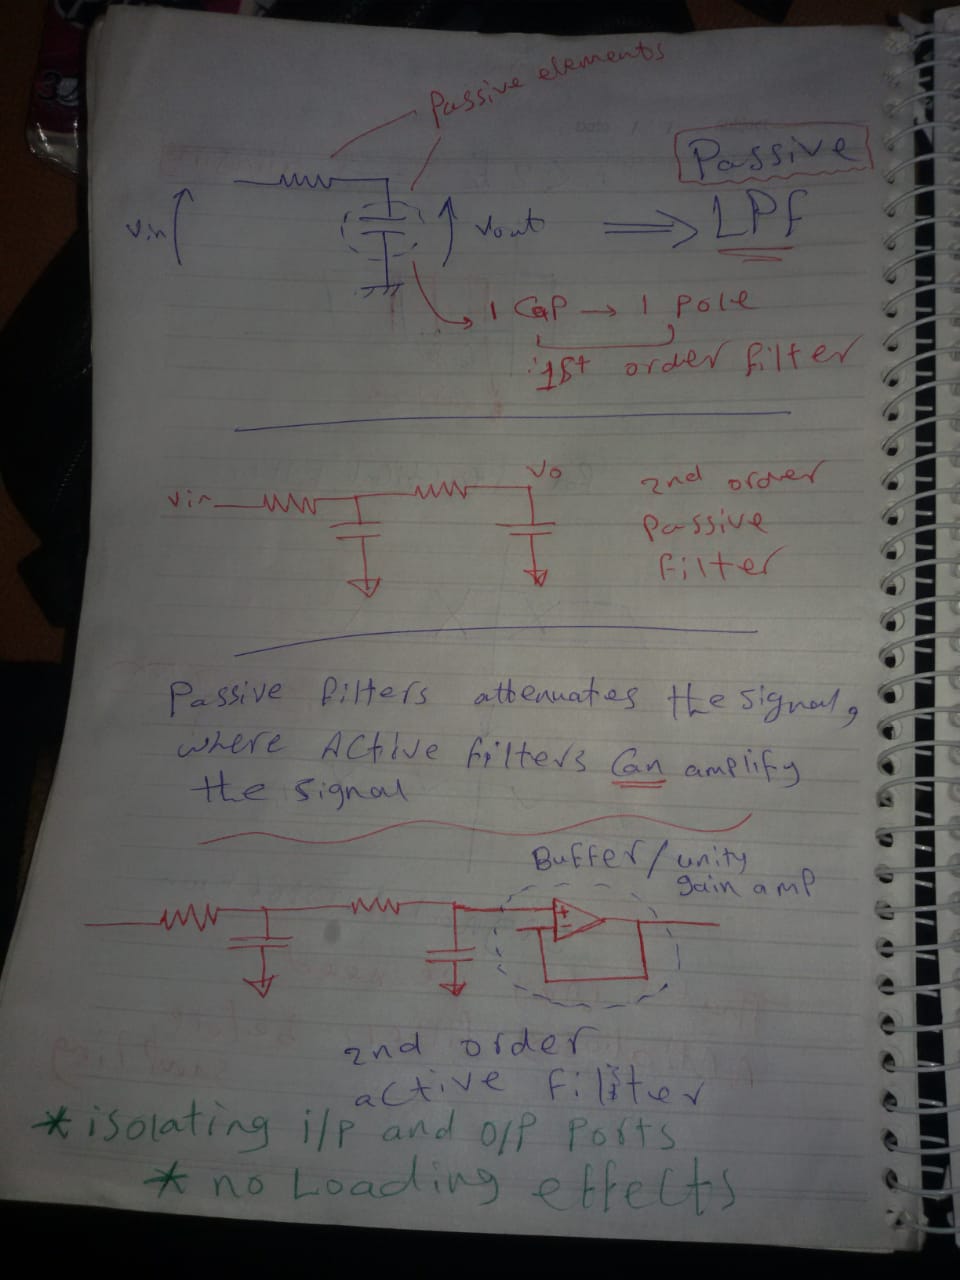 Passive elements
Passive
LPF
Vin
Vout
1 Cap → 1 Pole
1st order filter
Vin
Vo
2nd order
Passive
filter
Passive filters attenuates the signal,
where Active filters Can amplify
the signal
Buffer/unity
gain amp
+
-
2nd order
active filter
* isolating i/p and o/p Ports
* no Loading effects